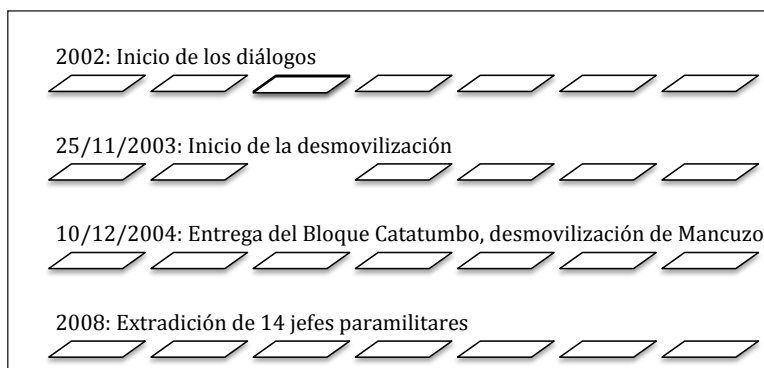 2002: Inicio de los diálogos
25/11/2003: Inicio de la desmovilización
10/12/2004: Entrega del Bloque Catatumbo, desmovilización de Mancuzo
2008: Extradición de 14 jefes paramilitares